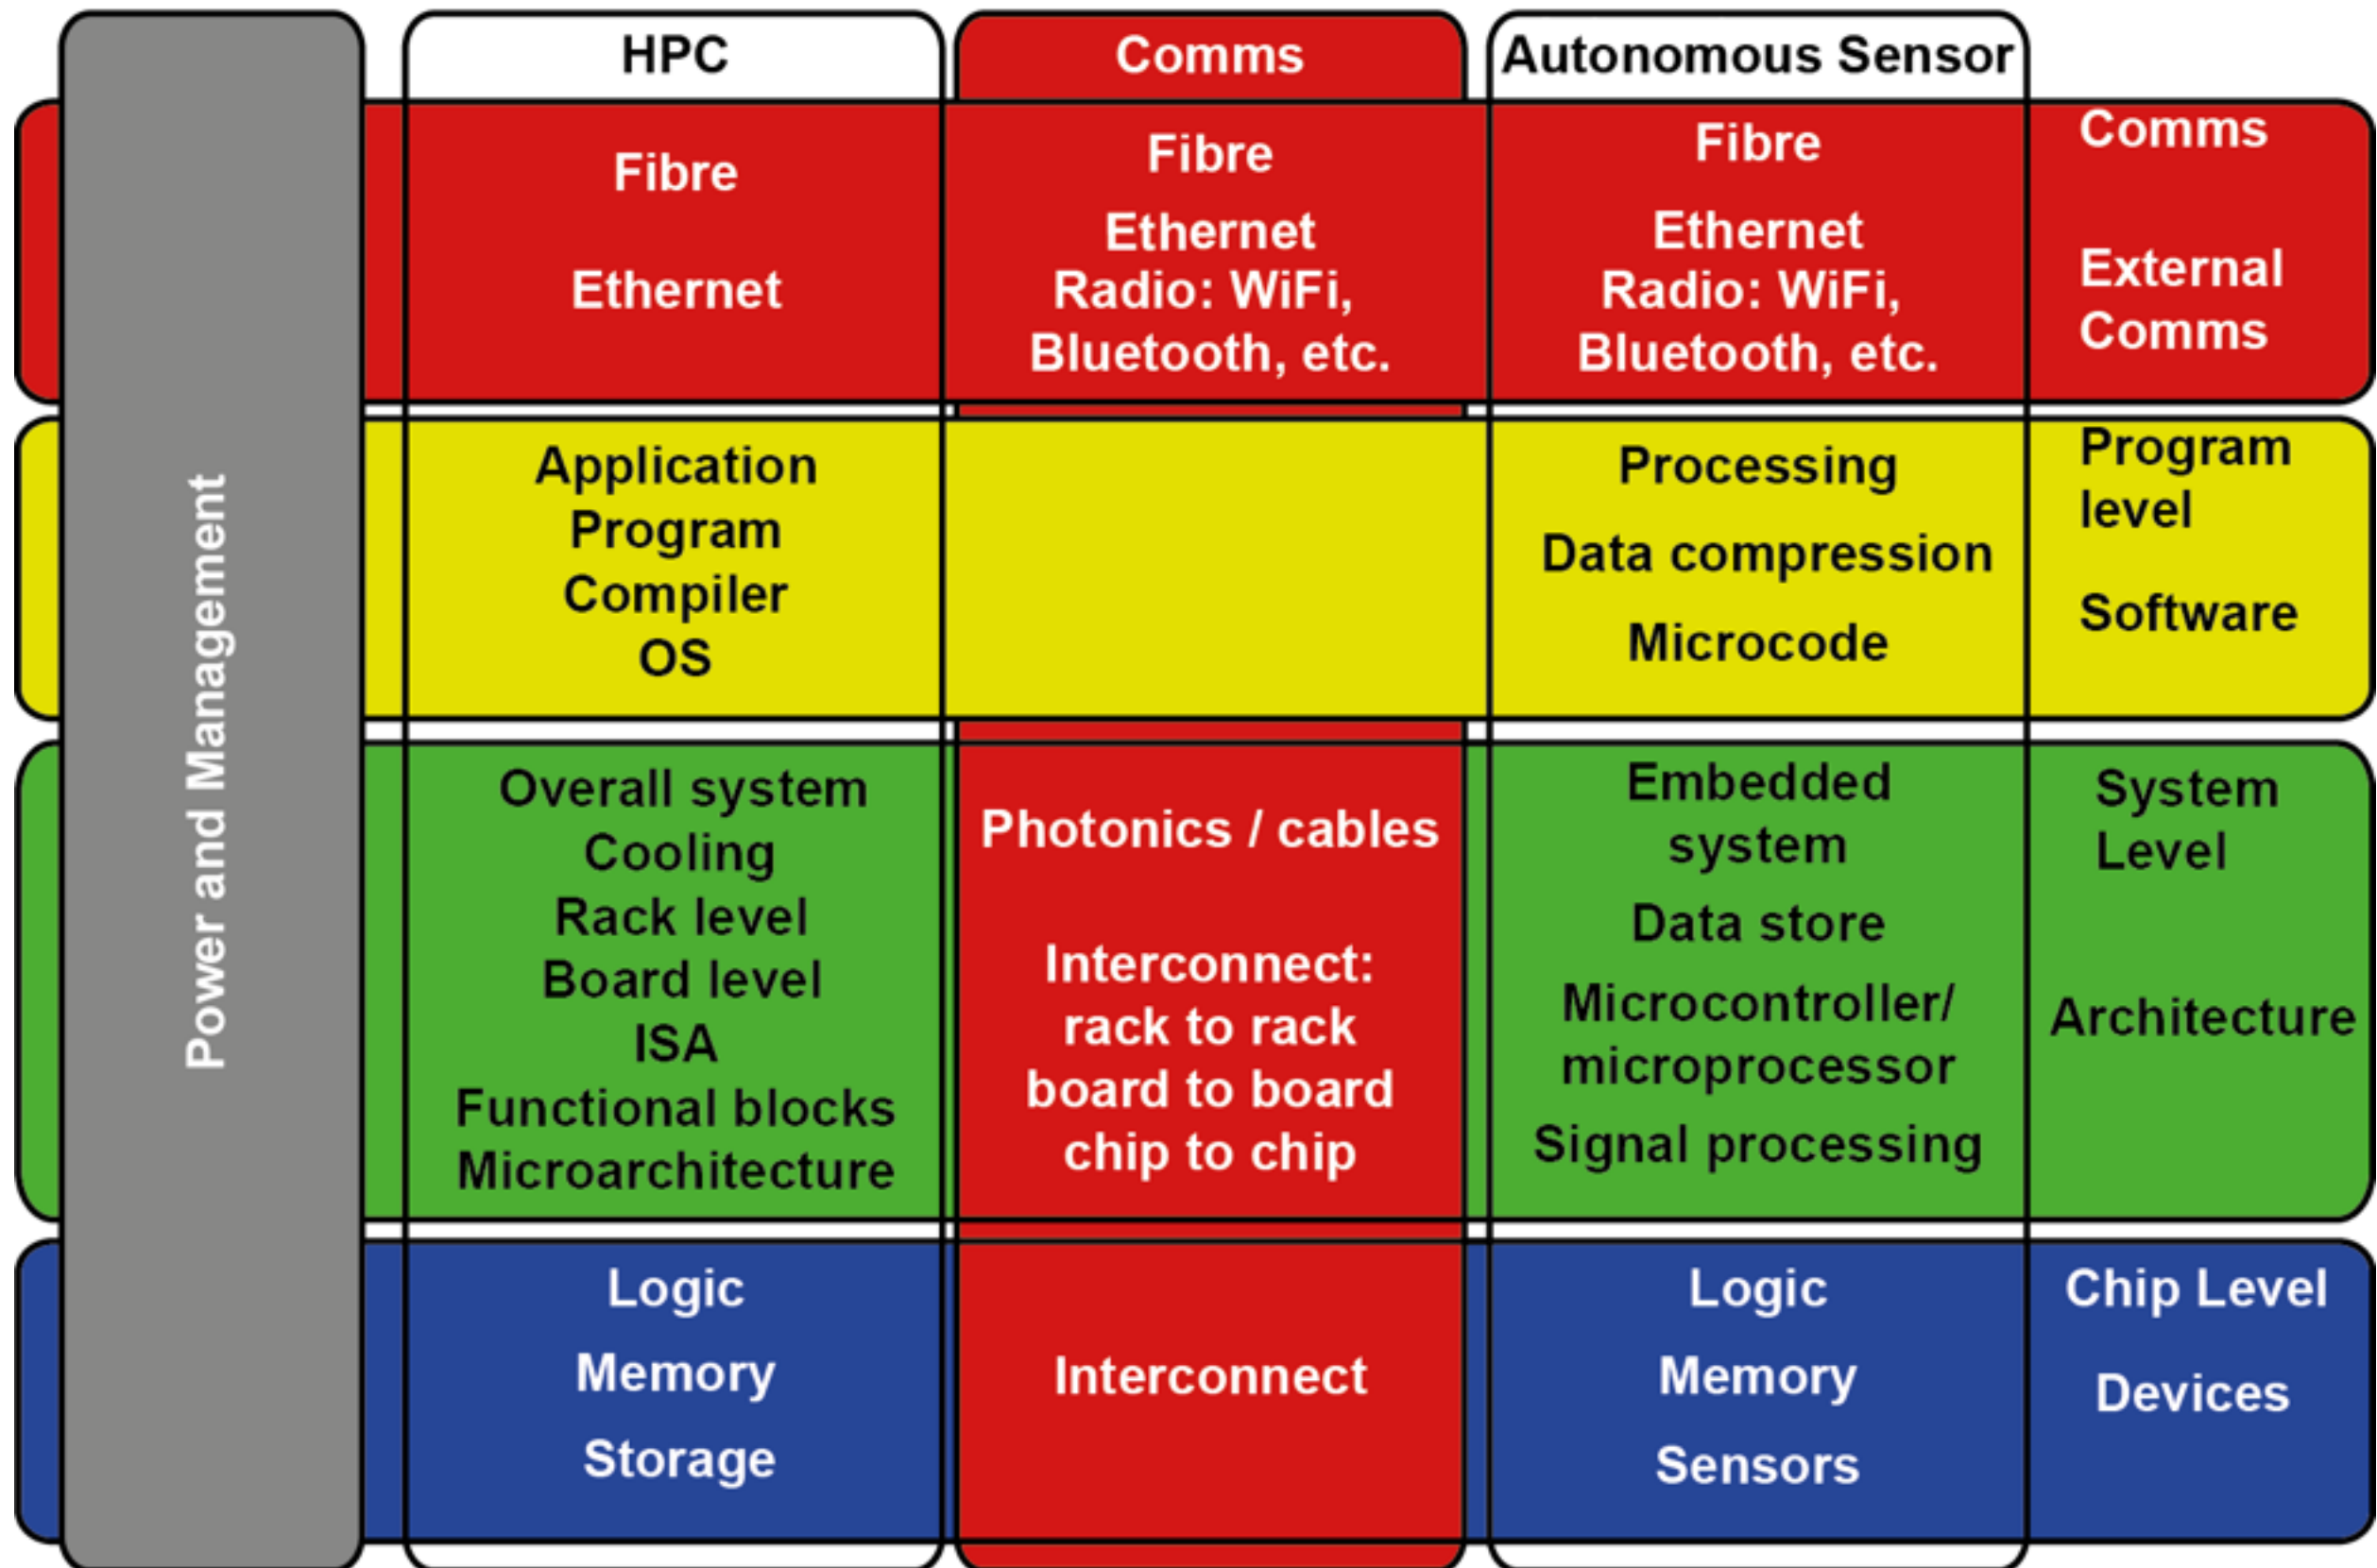 Power and Management
HPC
Comms
Autonomous Sensor
Fibre
Ethernet
Fibre
Ethernet
Radio: WiFi,
Bluetooth, etc.
Fibre
Ethernet
Radio: WiFi,
Bluetooth, etc.
Comms
External
Comms
Application
Program
Compiler
OS
Processing
Data compression
Microcode
Program
level
Software
Overall system
Cooling
Rack level
Board level
ISA
Functional blocks
Microarchitecture
Photonics / cables
Interconnect:
rack to rack
board to board
chip to chip
Embedded
system
Data store
Microcontroller/
microprocessor
Signal processing
System
Level
Architecture
Logic
Memory
Storage
Interconnect
Logic
Memory
Sensors
Chip Level
Devices